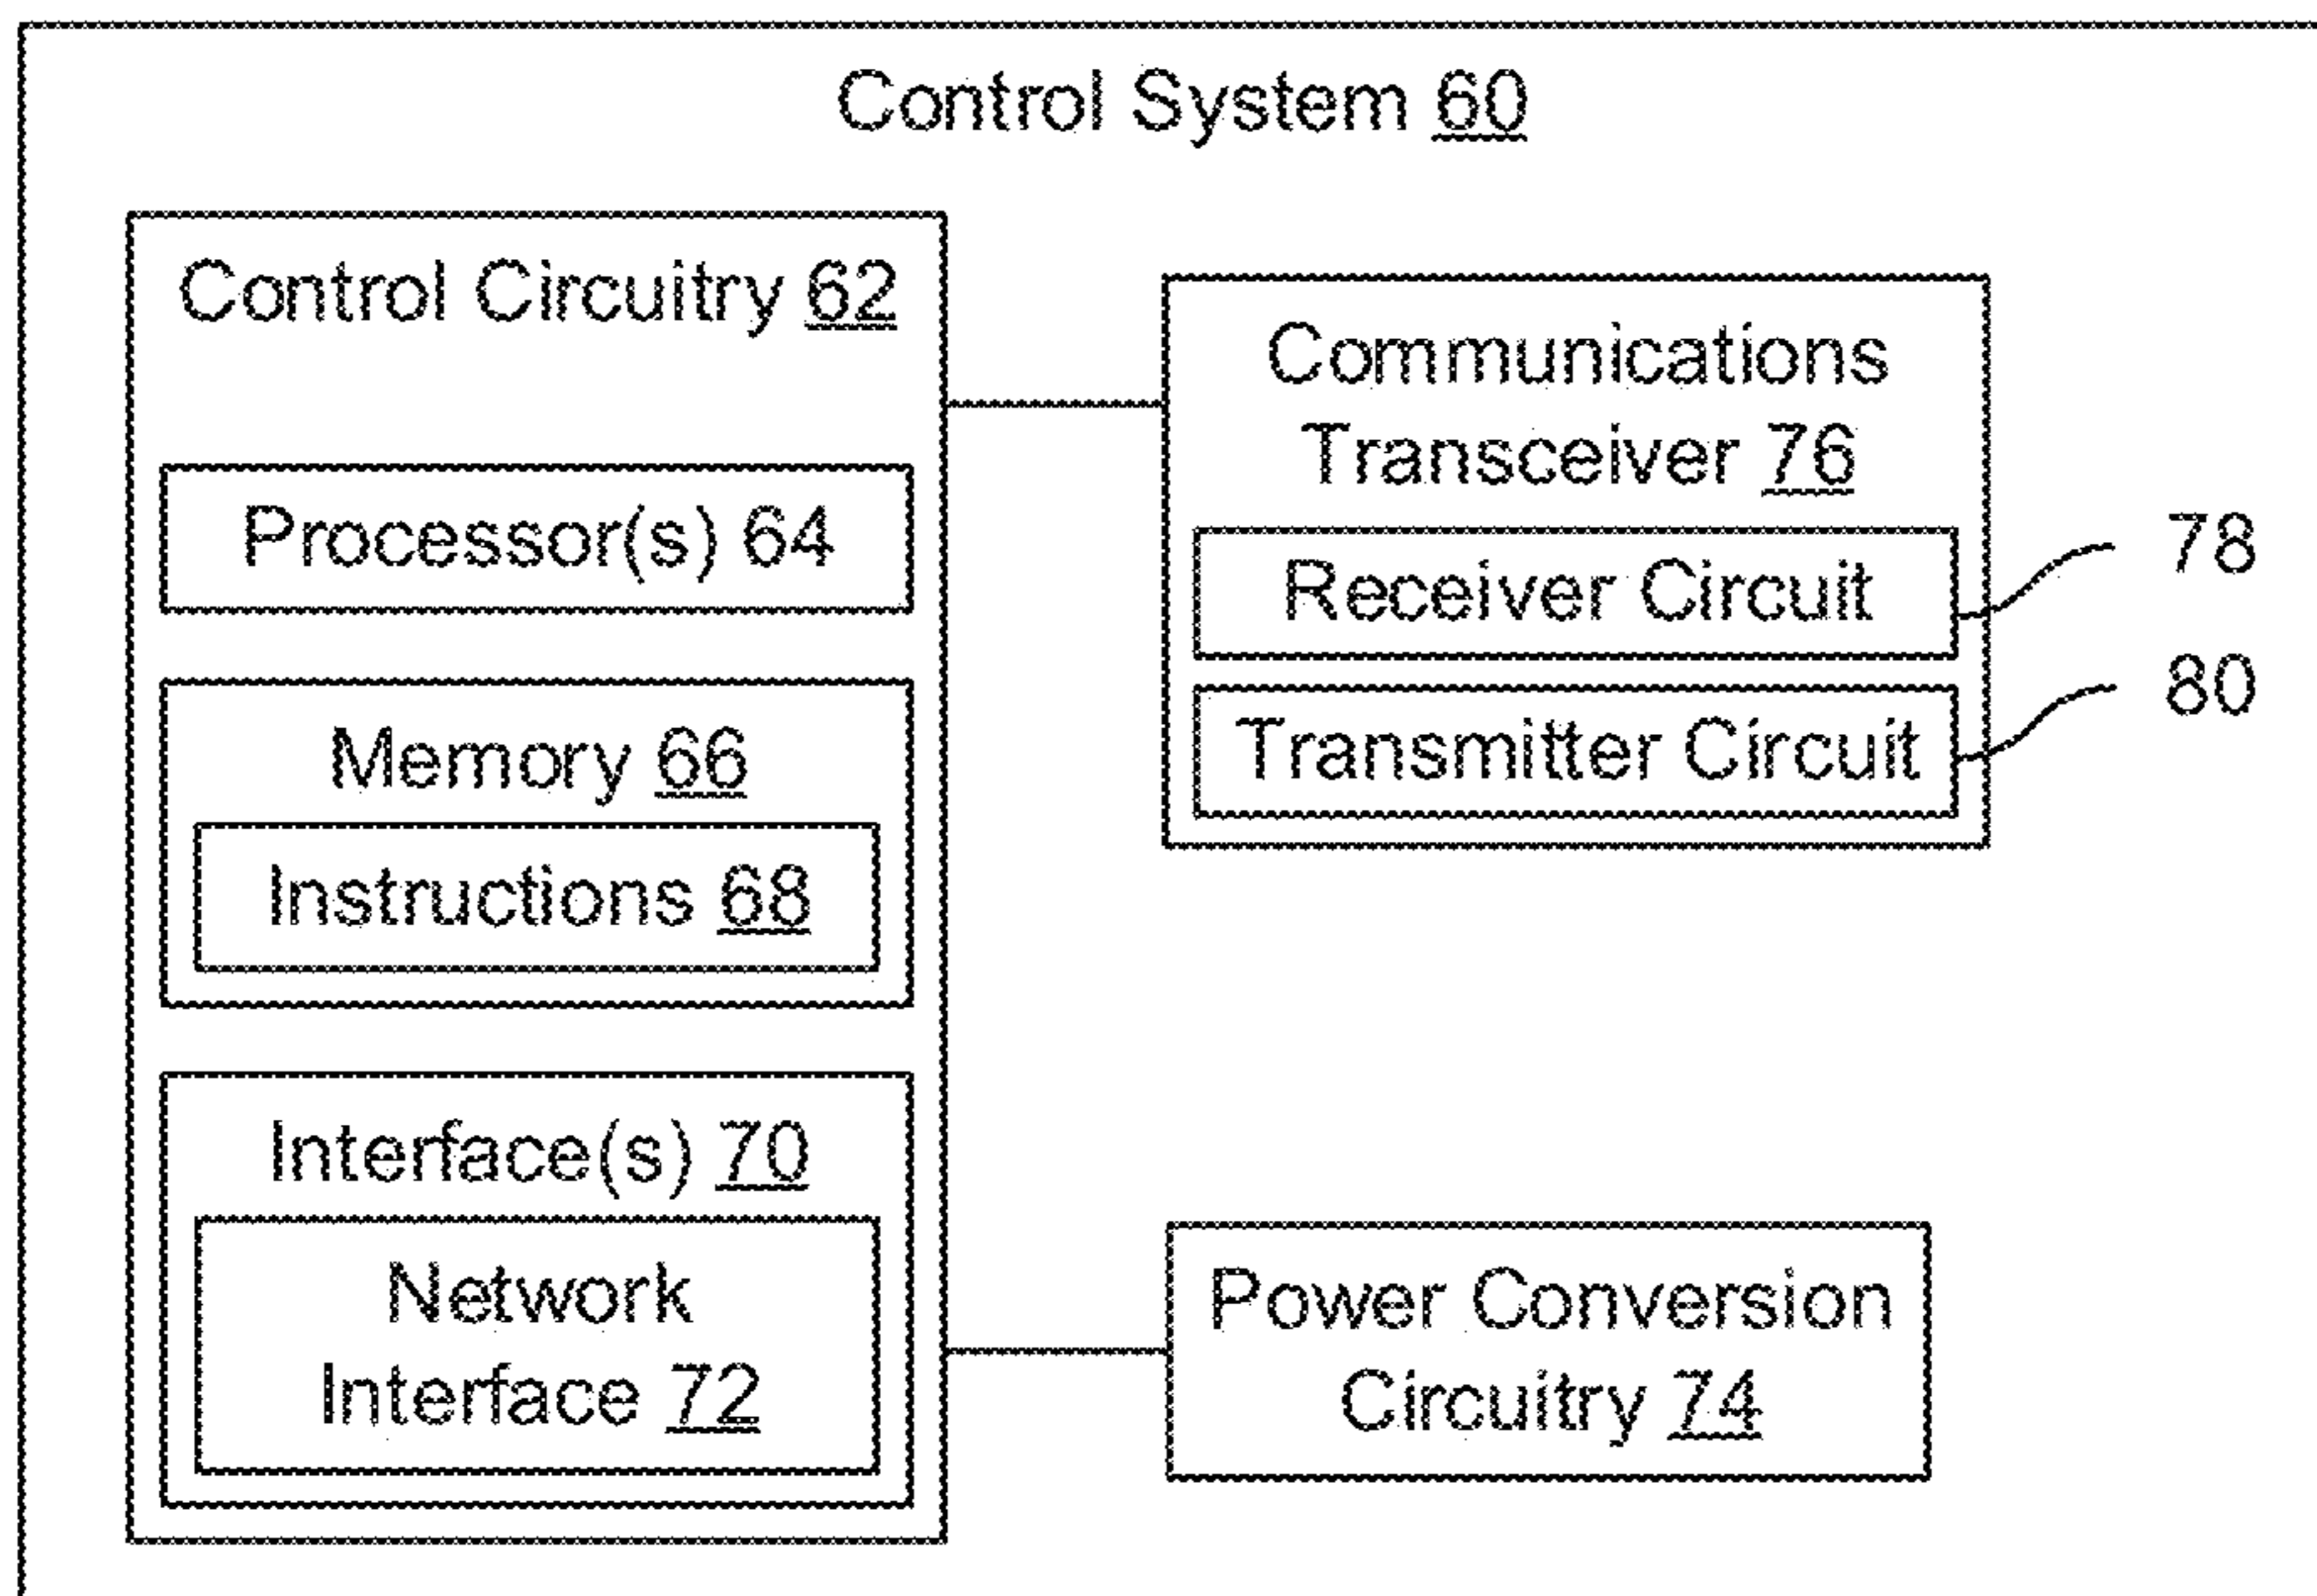 Control System 60
Control Circuitry 62
Processor(s) 64
Memory 66
Instructions 68
Interface(s) 70
Network
Interface 72
Communications
Transceiver 76
Receiver Circuit
78
Transmitter Circuit
80
Power Conversion
Circuitry 74